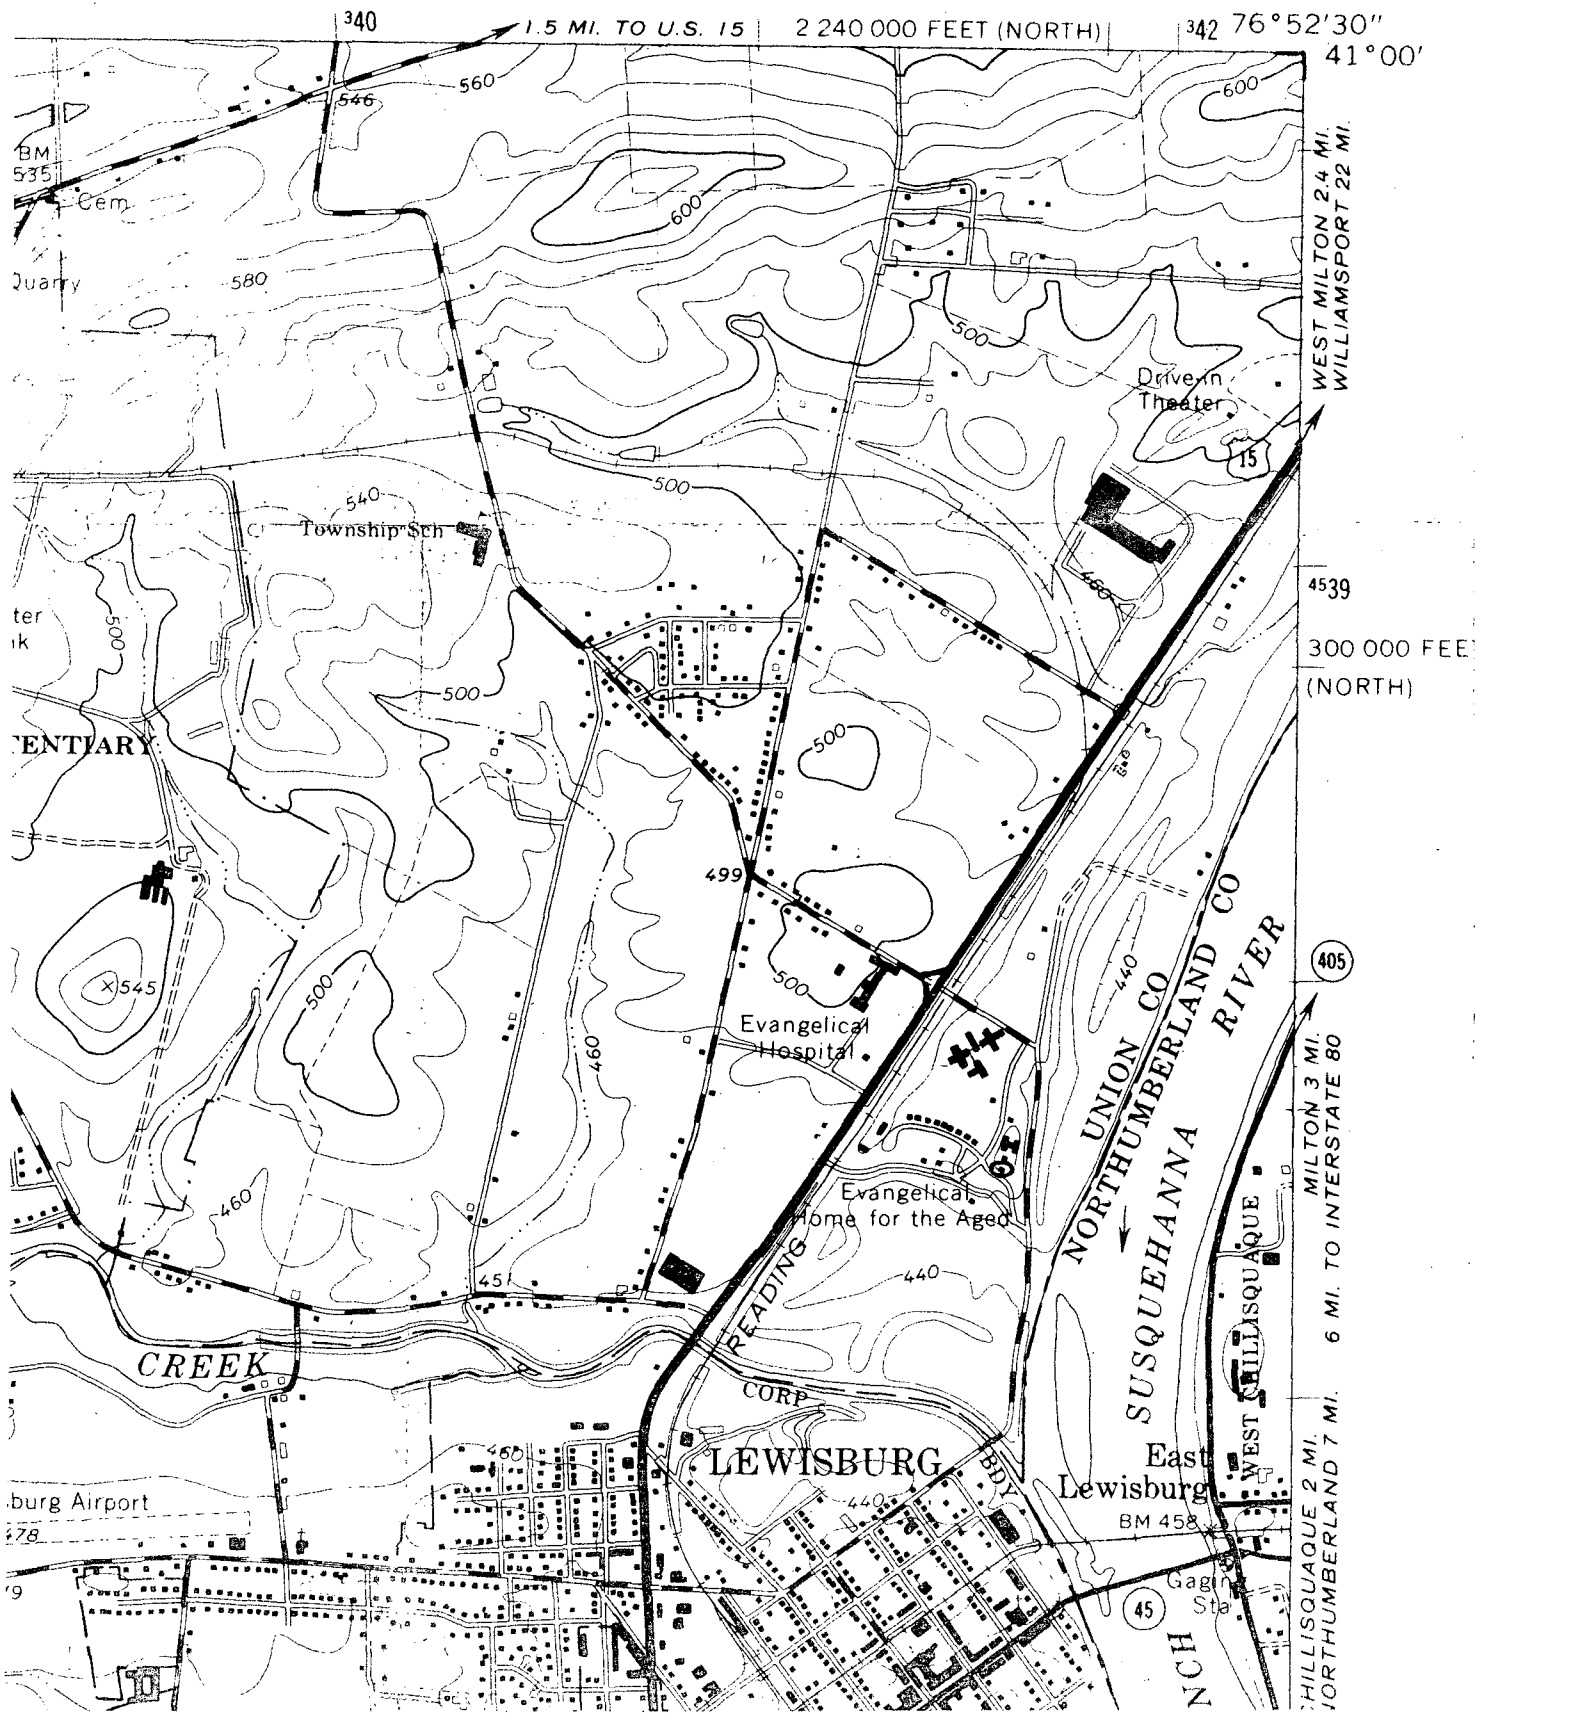 ³40
1.5 MI. TO U.S. 15
2 240 000 FEET (NORTH)
³42
76°52'30"
41°00'
560
546
600
BM
535
Cem
600
WEST MILTON 2.4 MI.
WILLIAMSPORT 22 MI.
Quarry
580
500
Drive-in
Theater
15
500
540
Township Sch
460
⁴⁵39
500
300 000 FEE
(NORTH)
500
500
TENTIARY
499
545
500
500
440
405
UNION CO
NORTHUMBERLAND CO
RIVER
SUSQUEHANNA
Evangelical
Hospital
460
MILTON 3 MI.
6 MI. TO INTERSTATE 80
Evangelical
Home for the Aged
460
451
440
READING
WEST CHILLISQUAQUE
CREEK
CORP
BDY
LEWISBURG
460
440
East
Lewisburg
BM 458
burg Airport
478
Gaging
Sta
45
NCH
CHILLISQUAQUE 2 MI.
NORTHUMBERLAND 7 MI.